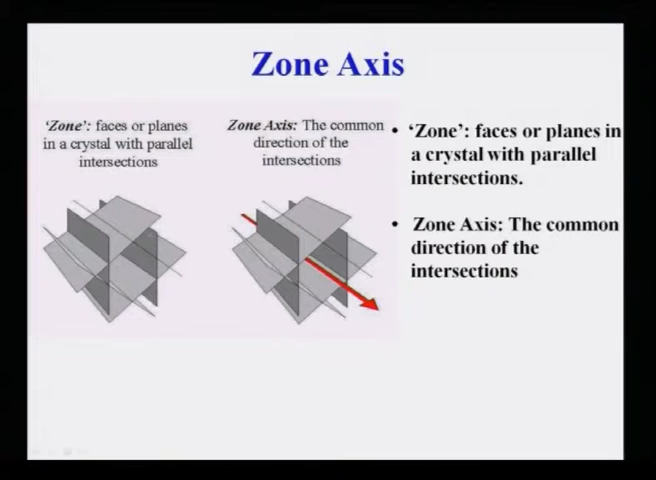 Zone Axis
'Zone': faces or planes
in a crystal with parallel
intersections
Zone Axis: The common
direction of the
intersections
• 'Zone': faces or planes in
a crystal with parallel
intersections.
• Zone Axis: The common
direction of the
intersections